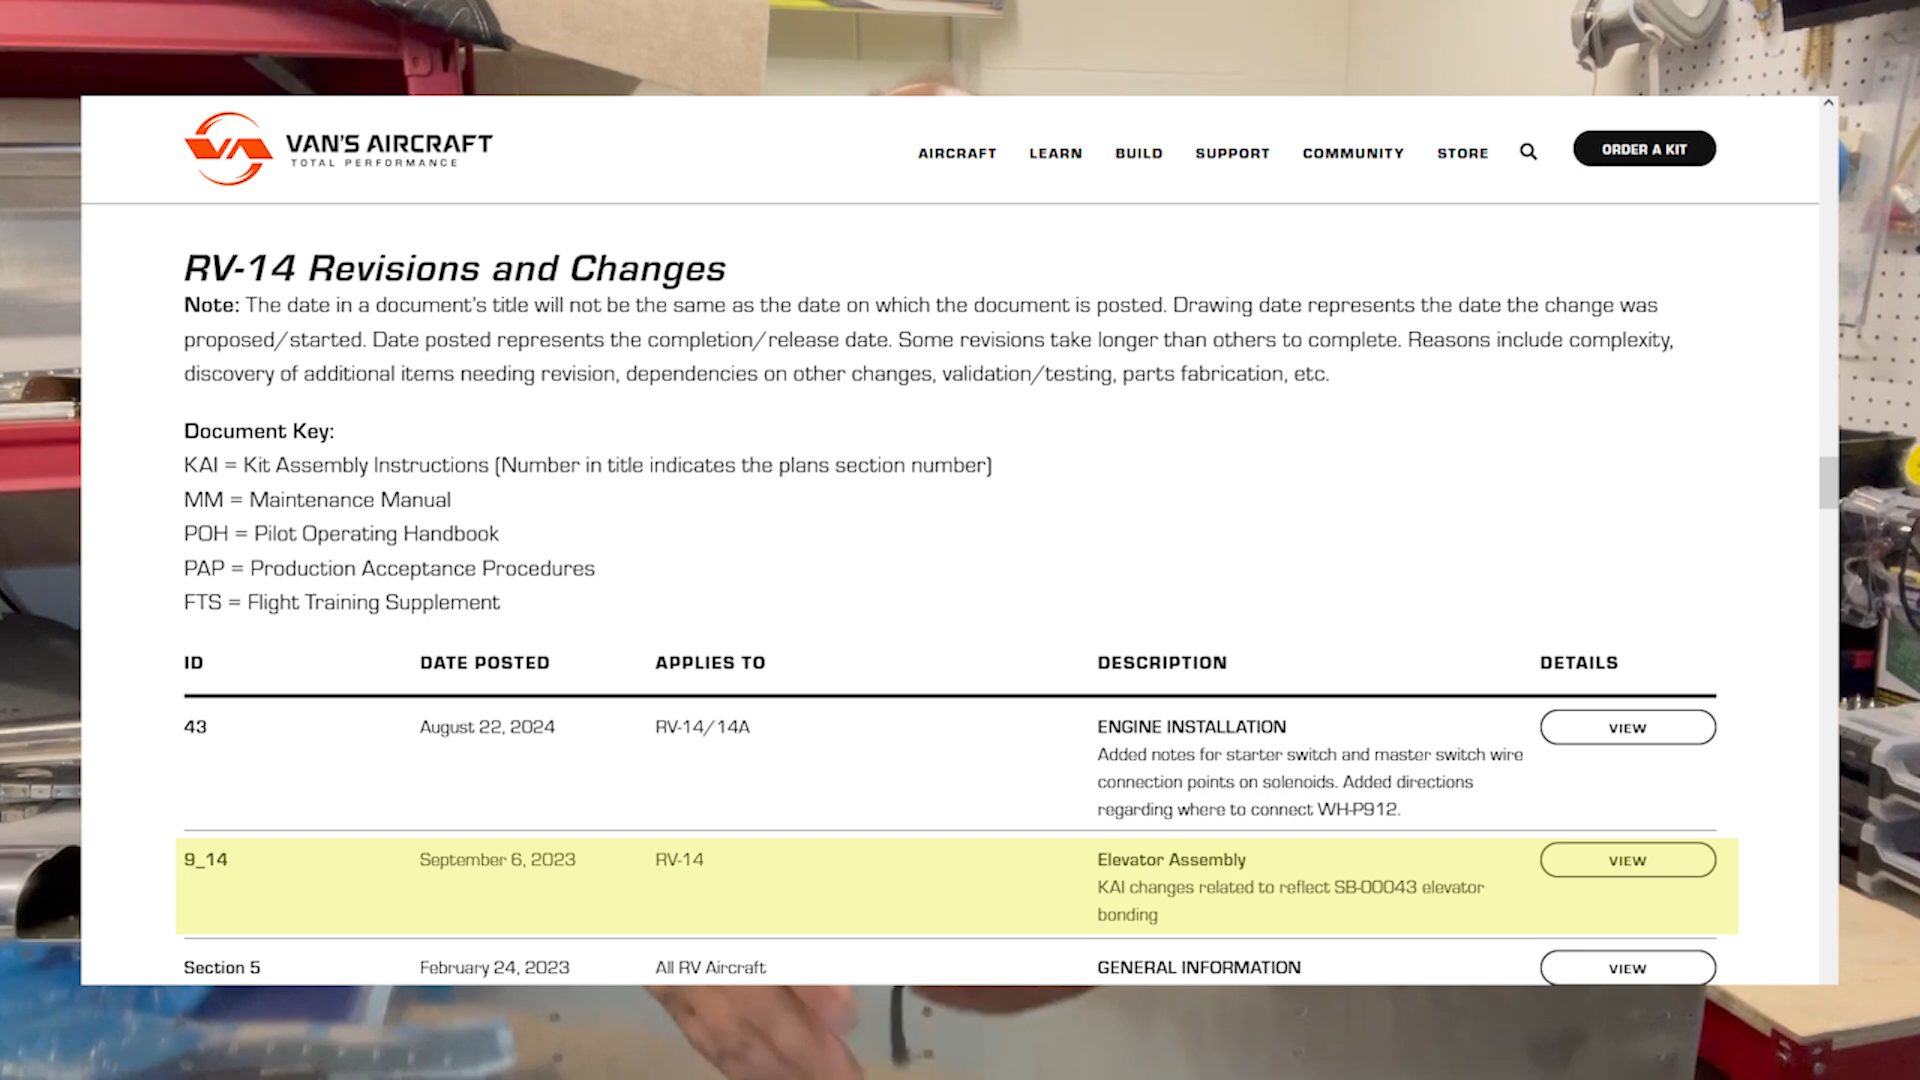 VAN'S AIRCRAFT
TOTAL PERFORMANCE
AIRCRAFT LEARN BUILD SUPPORT COMMUNITY STORE ORDER A KIT
RV-14 Revisions and Changes
Note: The date in a document's title will not be the same as the date on which the document is posted. Drawing date represents the date the change was
proposed/started. Date posted represents the completion/release date. Some revisions take longer than others to complete. Reasons include complexity,
discovery of additional items needing revision, dependencies on other changes, validation/testing, parts fabrication, etc.
Document Key:
KAI = Kit Assembly Instructions (Number in title indicates the plans section number)
MM = Maintenance Manual
POH = Pilot Operating Handbook
PAP = Production Acceptance Procedures
FTS = Flight Training Supplement
ID DATE POSTED APPLIES TO DESCRIPTION DETAILS
43 August 22, 2024 RV-14/14A ENGINE INSTALLATION VIEW
Added notes for starter switch and master switch wire
connection points on solenoids. Added directions
regarding where to connect WH-P912.
9_14 September 6, 2023 RV-14 Elevator Assembly VIEW
KAI changes related to reflect SB-00043 elevator
bonding
Section 5 February 24, 2023 All RV Aircraft GENERAL INFORMATION VIEW